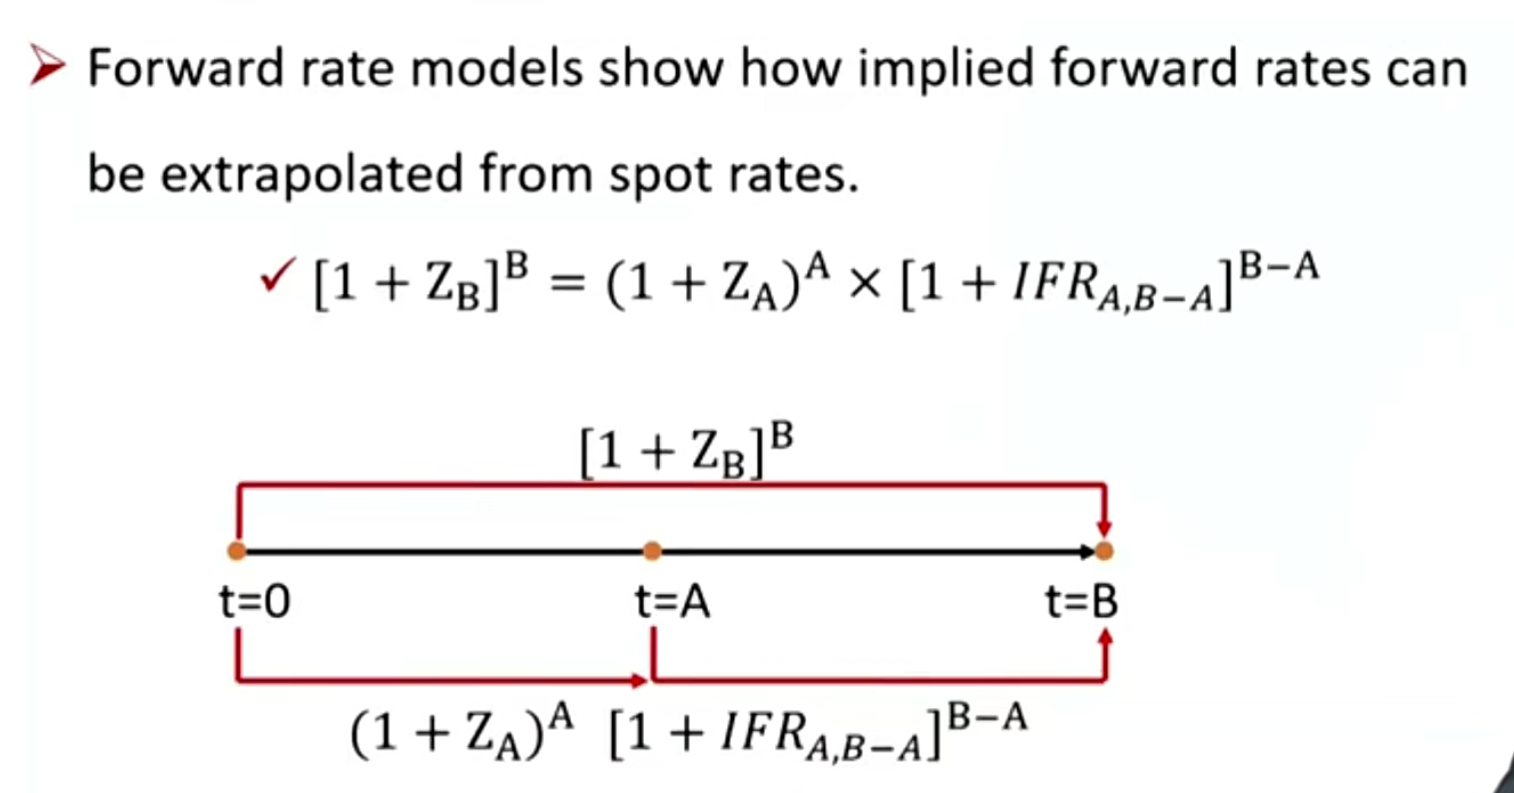 ➢ Forward rate models show how implied forward rates can
be extrapolated from spot rates.
✓ [1 + Z_B]^B = (1 + Z_A)^A × [1 + IFR_{A,B−A}]^{B−A}
[1 + Z_B]^B
t=0 t=A t=B
(1 + Z_A)^A [1 + IFR_{A,B−A}]^{B−A}